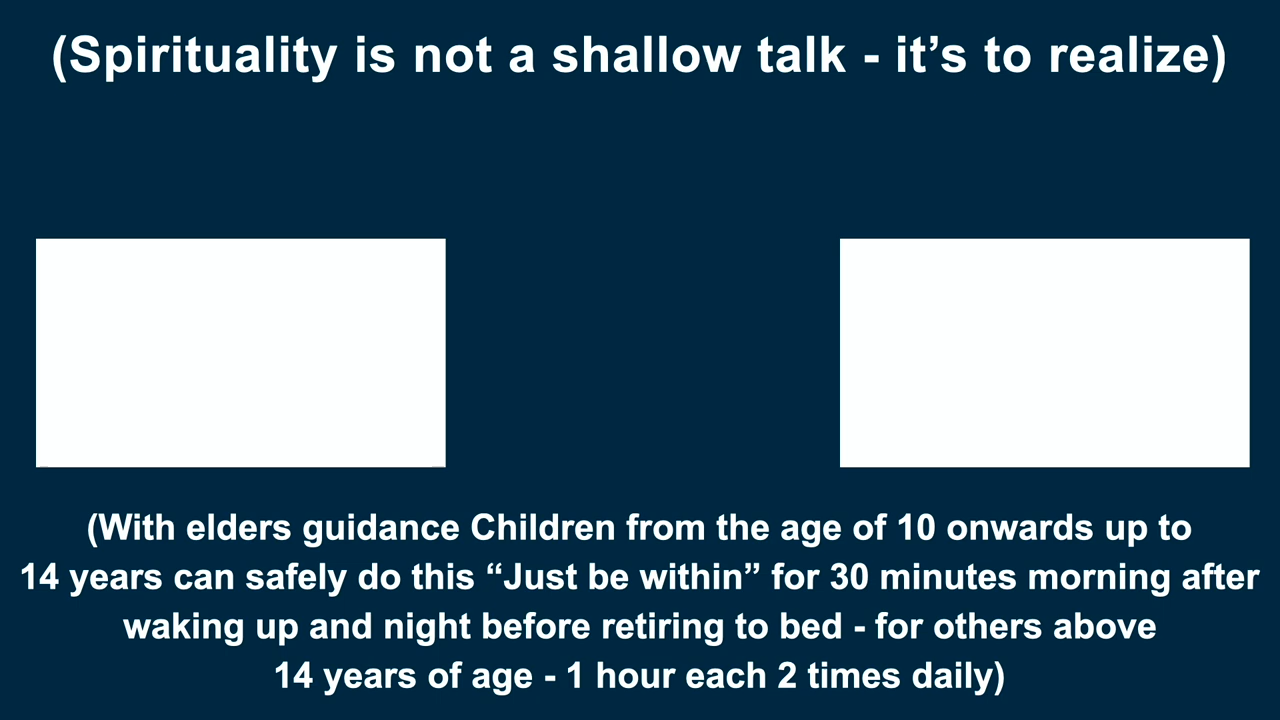 (Spirituality is not a shallow talk - it’s to realize)
(With elders guidance Children from the age of 10 onwards up to
14 years can safely do this “Just be within” for 30 minutes morning after
waking up and night before retiring to bed - for others above
14 years of age - 1 hour each 2 times daily)